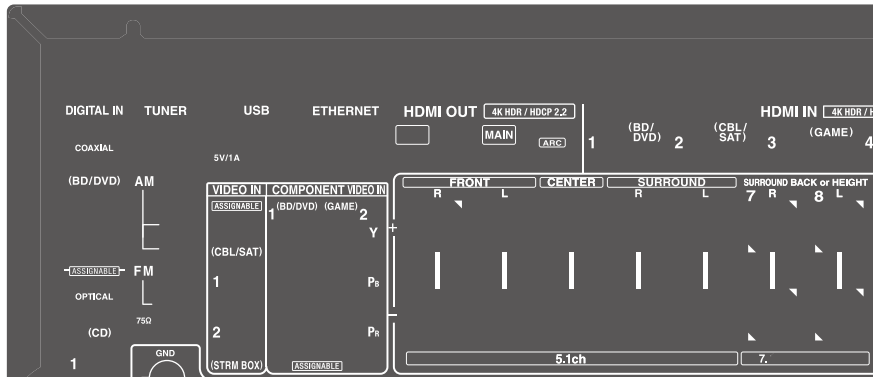 DIGITAL IN TUNER USB ETHERNET HDMI OUT 4K HDR / HDCP 2.2 HDMI IN 4K HDR /
MAIN ARC 1 (BD/DVD) 2 (CBL/SAT) 3 (GAME) 4
COAXIAL 5V/1A
(BD/DVD) AM
VIDEO IN COMPONENT VIDEO IN FRONT CENTER SURROUND SURROUND BACK or HEIGHT
ASSIGNABLE 1 (BD/DVD) (GAME) 2 R L R L 7 R 8 L
Y +
(CBL/SAT)
ASSIGNABLE FM
1 PB
OPTICAL
75Ω
(CD) 2 PR
GND
1 (STRM BOX) ASSIGNABLE 5.1ch 7.